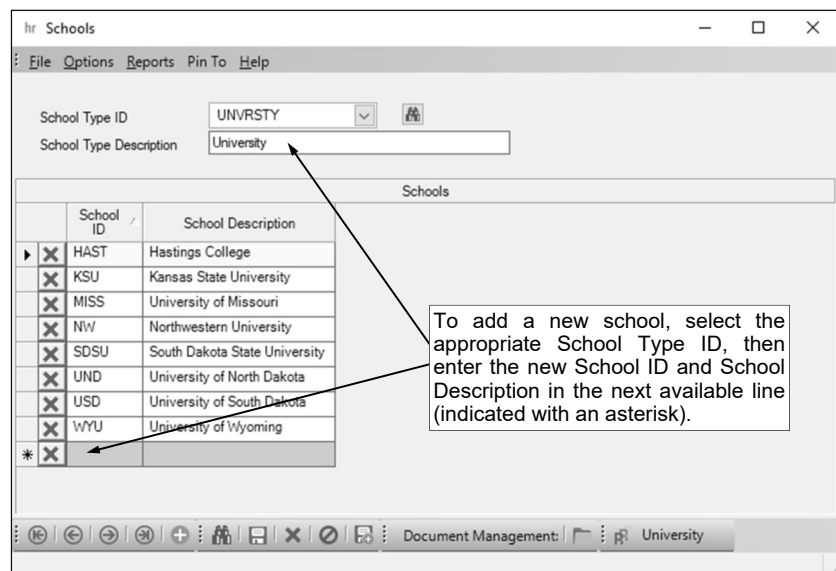 hr Schools
File Options Reports Pin To Help
School Type ID UNVRSTY
School Type Description University
Schools
School ID School Description
HAST Hastings College
KSU Kansas State University
MISS University of Missouri
NW Northwestern University
SDSU South Dakota State University
UND University of North Dakota
USD University of South Dakota
WYU University of Wyoming
*
To add a new school, select the
appropriate School Type ID, then
enter the new School ID and School
Description in the next available line
(indicated with an asterisk).
Document Management: University